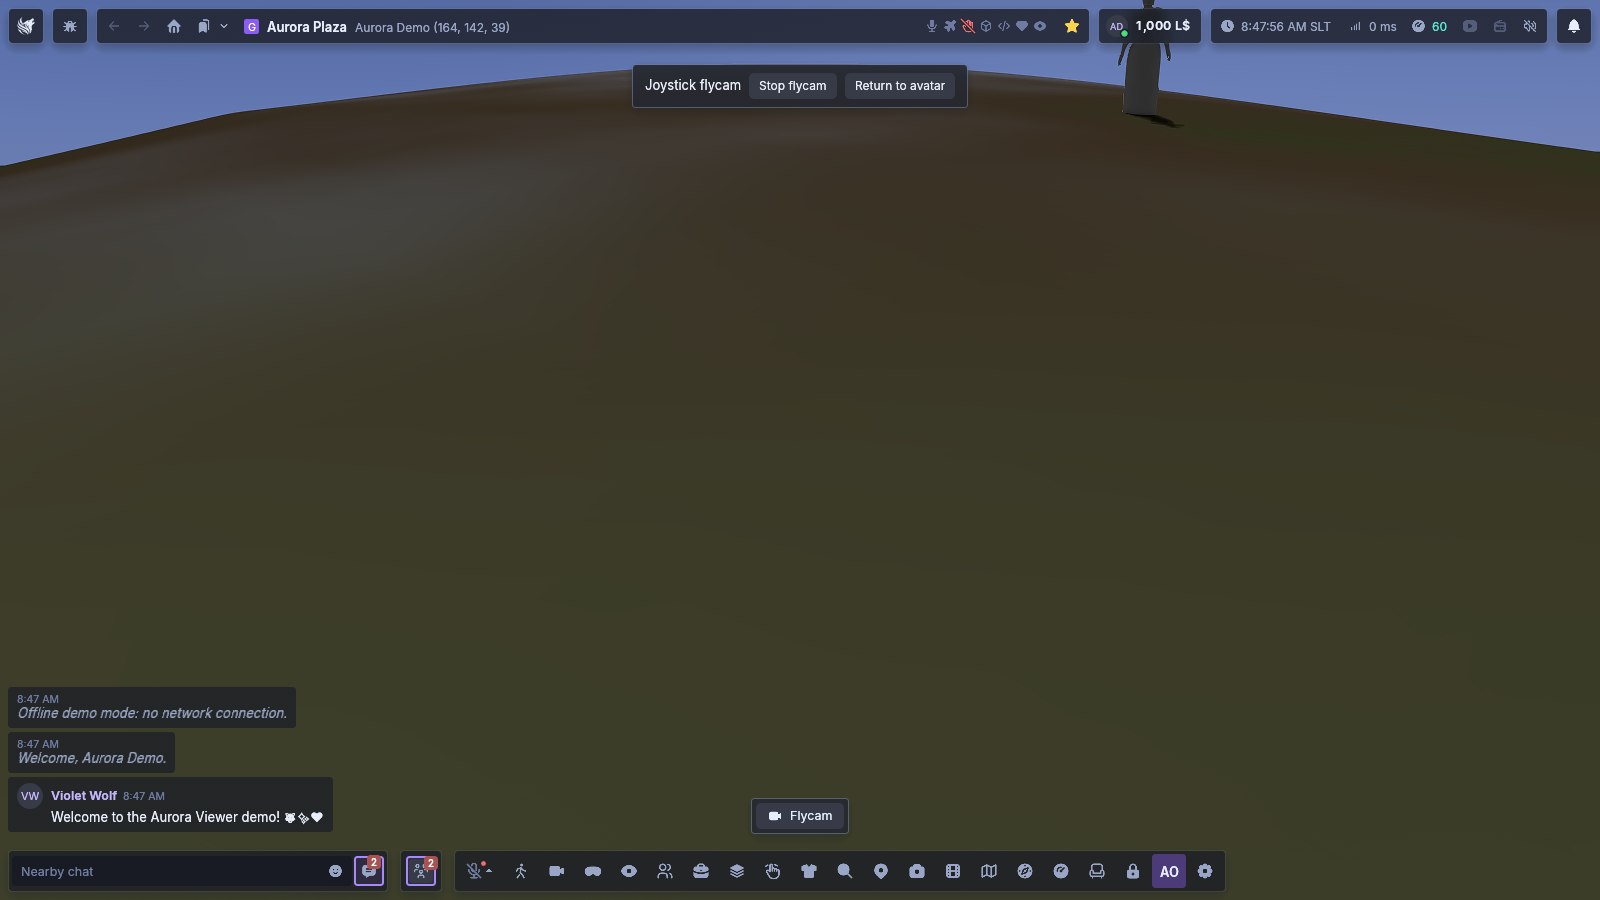 G Aurora Plaza Aurora Demo (164, 142, 39)
AD 1,000 L$
8:47:56 AM SLT 0 ms 60
Joystick flycam Stop flycam Return to avatar
8:47 AM
Offline demo mode: no network connection.
8:47 AM
Welcome, Aurora Demo.
VW Violet Wolf 8:47 AM
Welcome to the Aurora Viewer demo!
Flycam
Nearby chat 2 2 AO